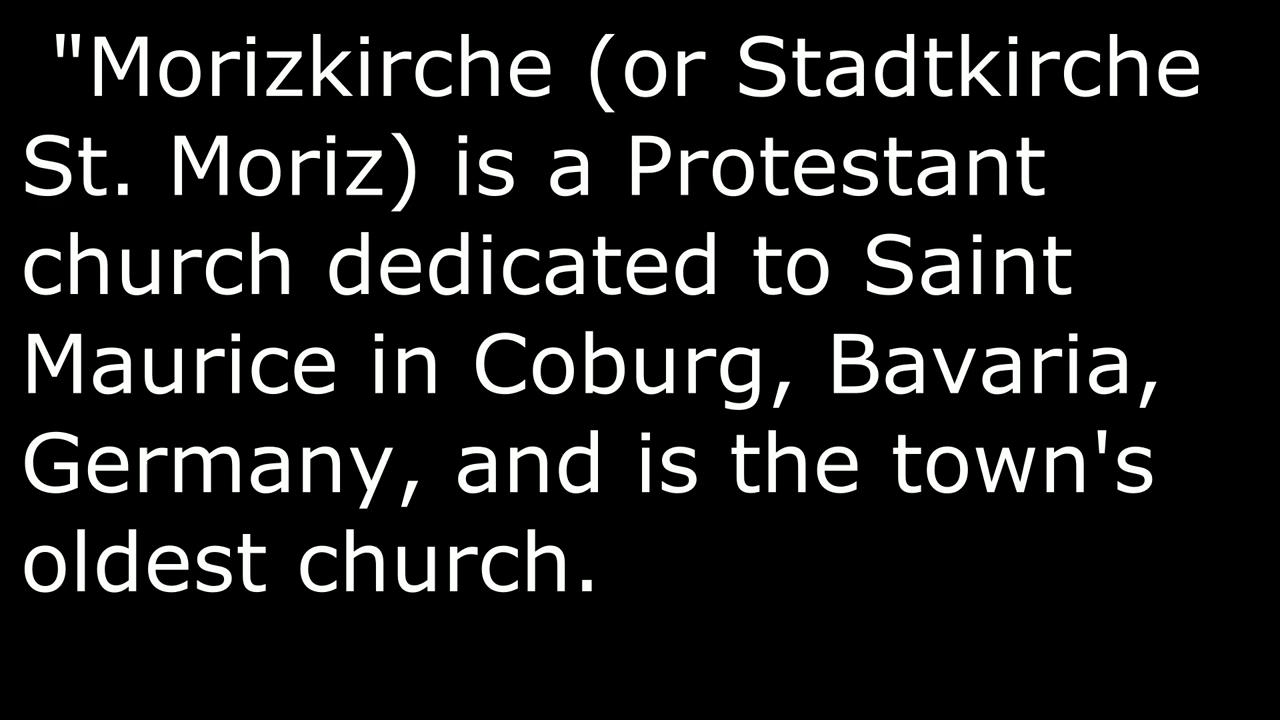 "Morizkirche (or Stadtkirche
St. Moriz) is a Protestant
church dedicated to Saint
Maurice in Coburg, Bavaria,
Germany, and is the town's
oldest church.